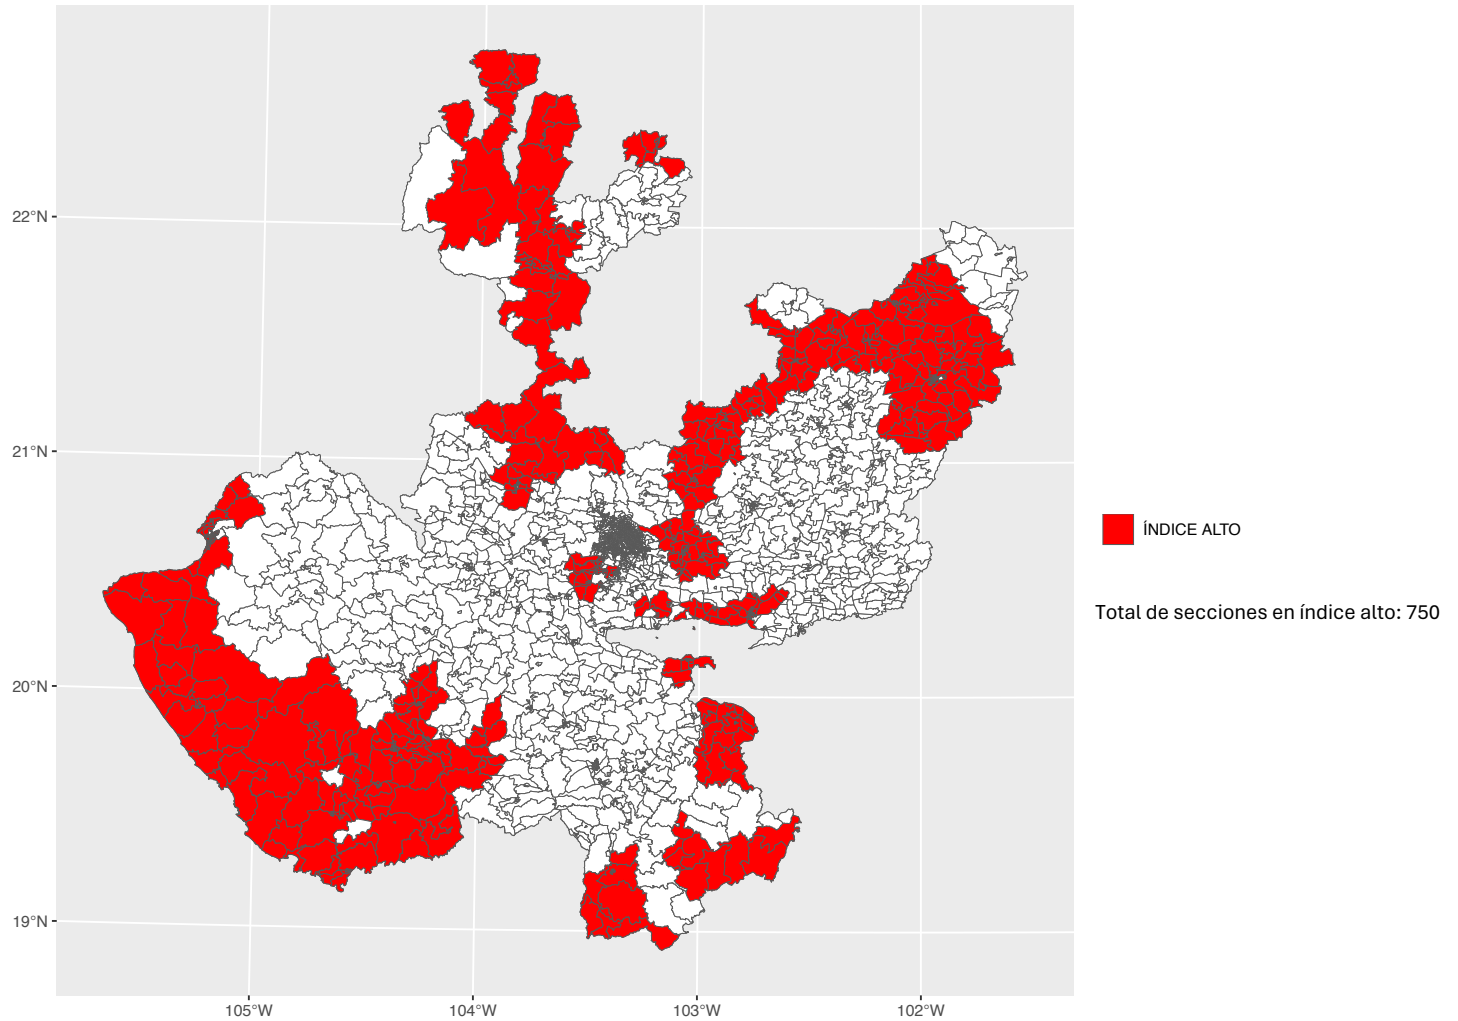 22°N
21°N
20°N
19°N
105°W
104°W
103°W
102°W
ÍNDICE ALTO
Total de secciones en índice alto: 750